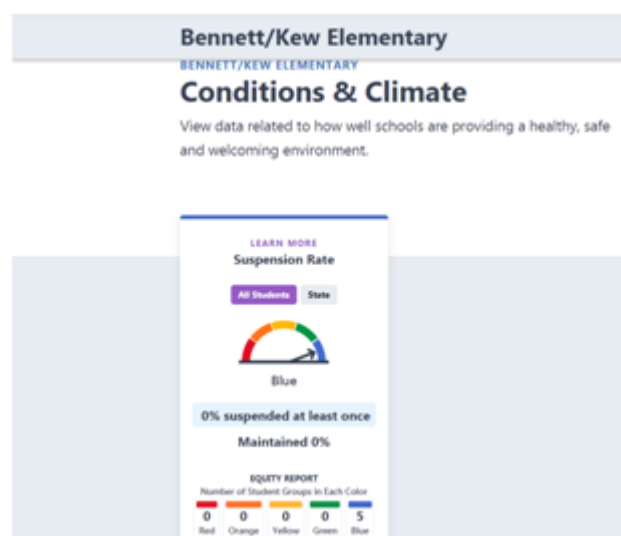 Bennett/Kew Elementary
BENNETT/KEW ELEMENTARY
Conditions & Climate
View data related to how well schools are providing a healthy, safe
and welcoming environment.
LEARN MORE
Suspension Rate
All Students State
Blue
0% suspended at least once
Maintained 0%
EQUITY REPORT
Number of Student Groups in Each Color
0 0 0 0 5
Red Orange Yellow Green Blue